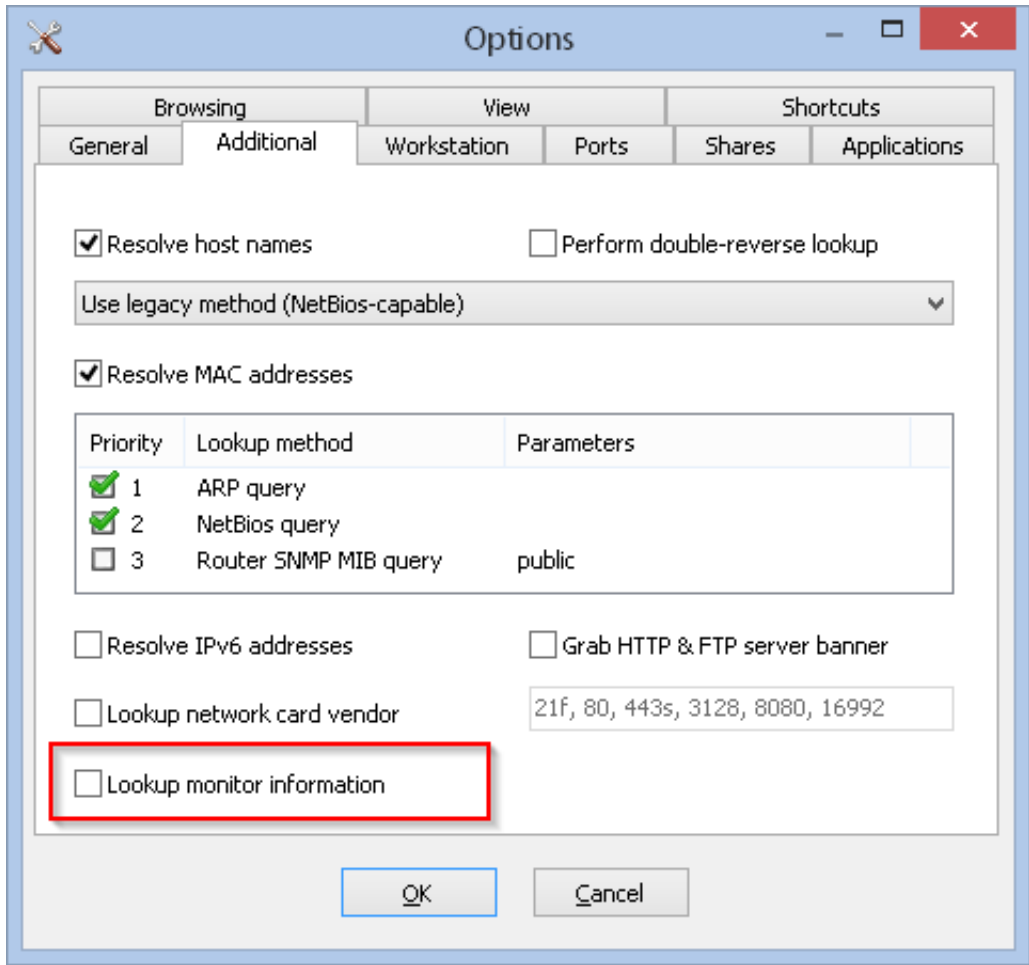 Options
Browsing View Shortcuts
General Additional Workstation Ports Shares Applications
Resolve host names Perform double-reverse lookup
Use legacy method (NetBios-capable)
Resolve MAC addresses
Priority Lookup method Parameters
1 ARP query
2 NetBios query
3 Router SNMP MIB query public
Resolve IPv6 addresses Grab HTTP & FTP server banner
Lookup network card vendor 21f, 80, 443s, 3128, 8080, 16992
Lookup monitor information
OK Cancel